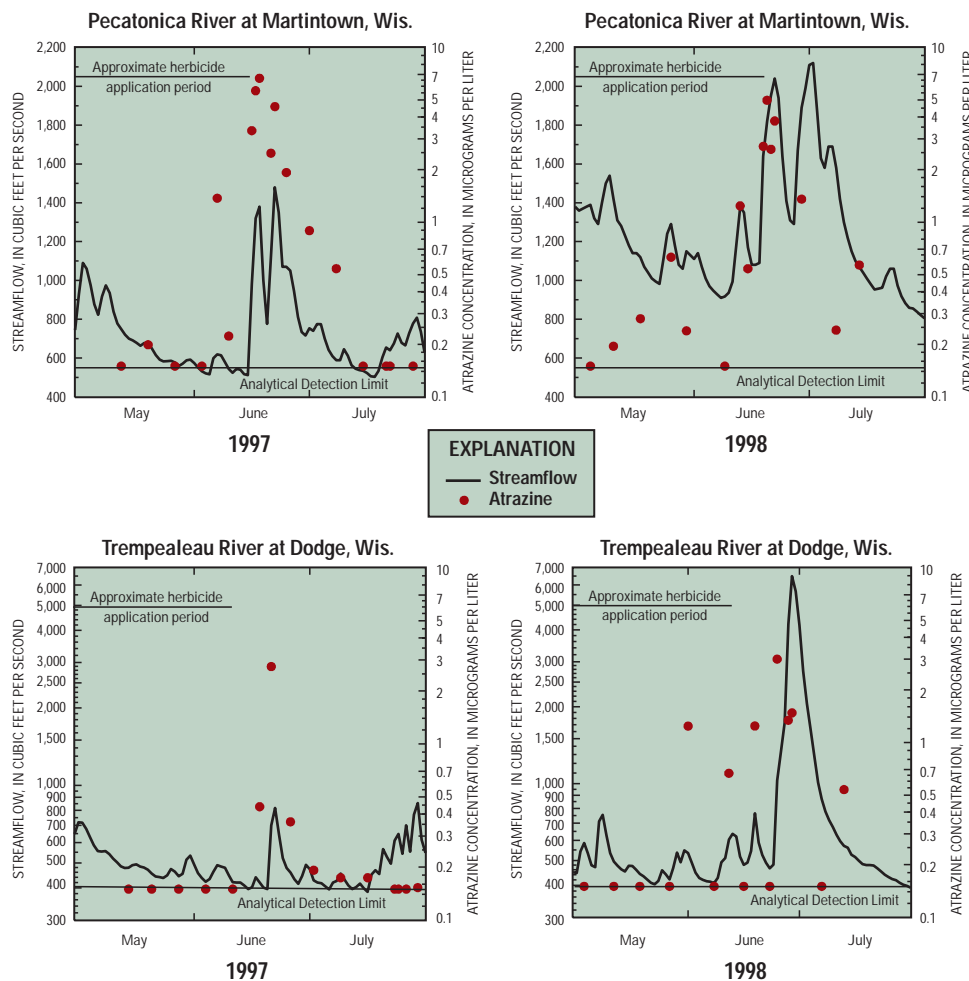 Pecatonica River at Martintown, Wis.
STREAMFLOW, IN CUBIC FEET PER SECOND
2,200
2,000
1,800
1,600
1,400
1,200
1,000
800
600
400
Approximate herbicide
application period
Analytical Detection Limit
10
7
5
4
3
2
1
0.7
0.5
0.4
0.3
0.2
0.1
ATRAZINE CONCENTRATION, IN MICROGRAMS PER LITER
May
June
July
1997
Pecatonica River at Martintown, Wis.
STREAMFLOW, IN CUBIC FEET PER SECOND
2,200
2,000
1,800
1,600
1,400
1,200
1,000
800
600
400
Approximate herbicide
application period
Analytical Detection Limit
10
7
5
4
3
2
1
0.7
0.5
0.4
0.3
0.2
0.1
ATRAZINE CONCENTRATION, IN MICROGRAMS PER LITER
May
June
July
1998
EXPLANATION
Streamflow
Atrazine
Trempealeau River at Dodge, Wis.
STREAMFLOW, IN CUBIC FEET PER SECOND
7,000
5,000
4,000
3,000
2,500
2,000
1,500
1,000
900
800
700
600
500
400
300
Approximate herbicide
application period
Analytical Detection Limit
10
7
5
4
3
2
1
0.7
0.5
0.4
0.3
0.2
0.1
ATRAZINE CONCENTRATION, IN MICROGRAMS PER LITER
May
June
July
1997
Trempealeau River at Dodge, Wis.
STREAMFLOW, IN CUBIC FEET PER SECOND
7,000
5,000
4,000
3,000
2,500
2,000
1,500
1,000
900
800
700
600
500
400
300
Approximate herbicide
application period
Analytical Detection Limit
10
7
5
4
3
2
1
0.7
0.5
0.4
0.3
0.2
0.1
ATRAZINE CONCENTRATION, IN MICROGRAMS PER LITER
May
June
July
1998